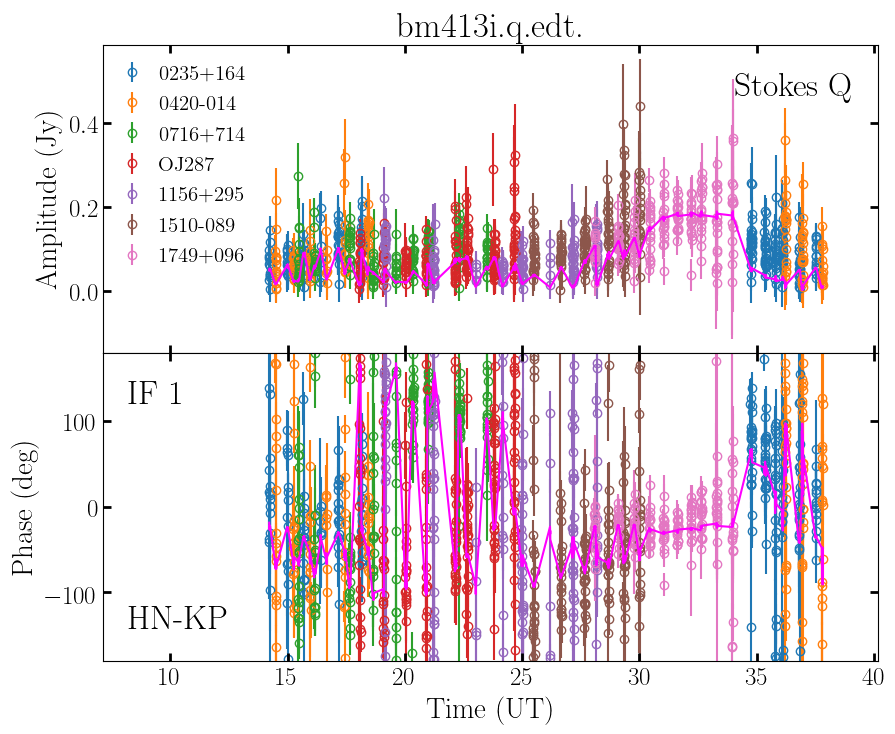 bm413i.q.edt.
Stokes Q
0235+164
0420-014
0716+714
OJ287
1156+295
1510-089
1749+096
Amplitude (Jy)
0.4
0.2
0.0
IF 1
HN-KP
Phase (deg)
100
0
−100
10 15 20 25 30 35 40
Time (UT)